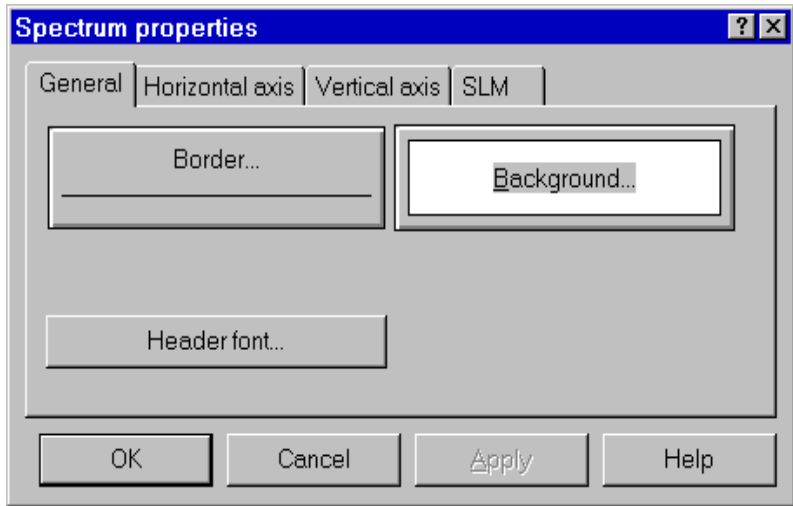 Spectrum properties
General Horizontal axis Vertical axis SLM
Border... Background...
Header font...
OK Cancel Apply Help